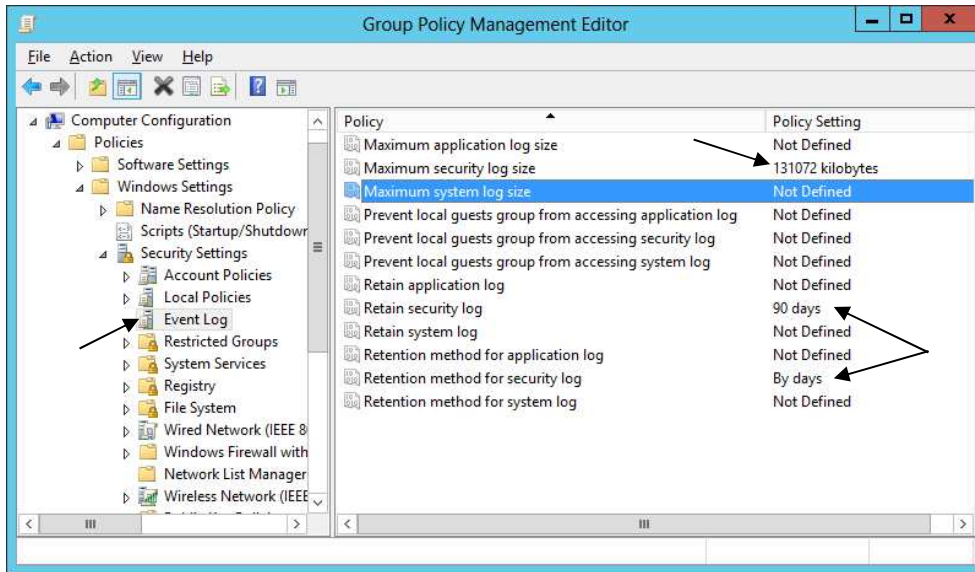 Group Policy Management Editor
File Action View Help
Computer Configuration
Policies
Software Settings
Windows Settings
Name Resolution Policy
Scripts (Startup/Shutdown
Security Settings
Account Policies
Local Policies
Event Log
Restricted Groups
System Services
Registry
File System
Wired Network (IEEE 8
Windows Firewall with
Network List Manager
Wireless Network (IEEE
Policy Policy Setting
Maximum application log size Not Defined
Maximum security log size 131072 kilobytes
Maximum system log size Not Defined
Prevent local guests group from accessing application log Not Defined
Prevent local guests group from accessing security log Not Defined
Prevent local guests group from accessing system log Not Defined
Retain application log Not Defined
Retain security log 90 days
Retain system log Not Defined
Retention method for application log Not Defined
Retention method for security log By days
Retention method for system log Not Defined